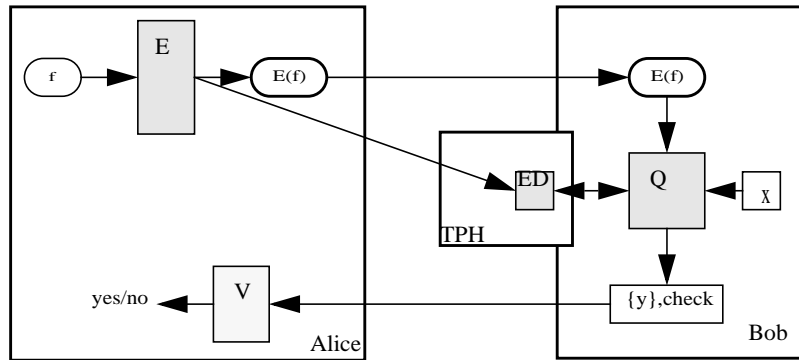 E
f
E(f)
E(f)
ED
Q
X
TPH
{y},check
yes/no
V
Alice
Bob